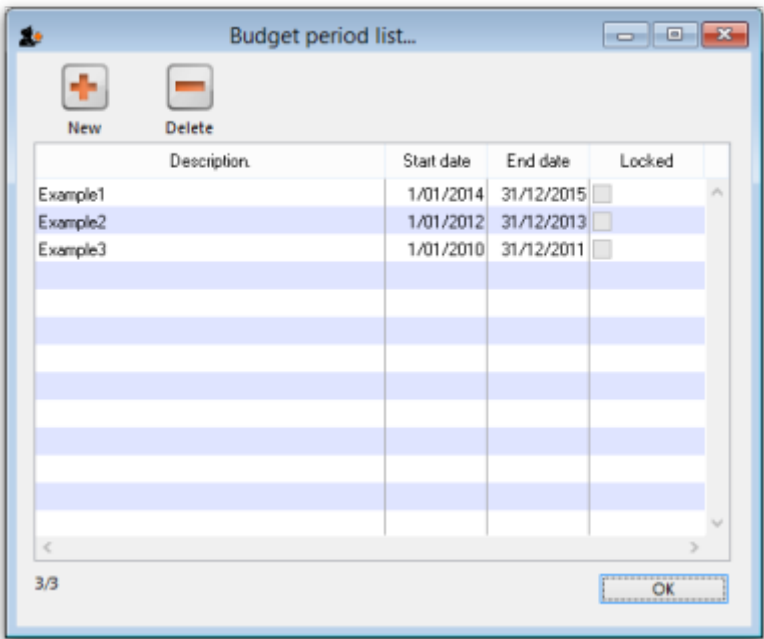 Budget period list...
New Delete
Description. Start date End date Locked
Example1 1/01/2014 31/12/2015
Example2 1/01/2012 31/12/2013
Example3 1/01/2010 31/12/2011
3/3 OK